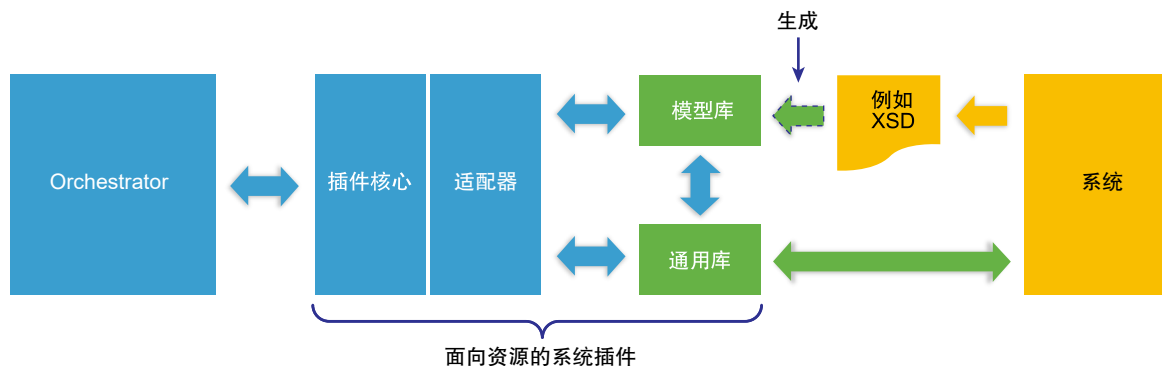 生成
Orchestrator
插件核心
适配器
模型库
例如
XSD
系统
通用库
面向资源的系统插件